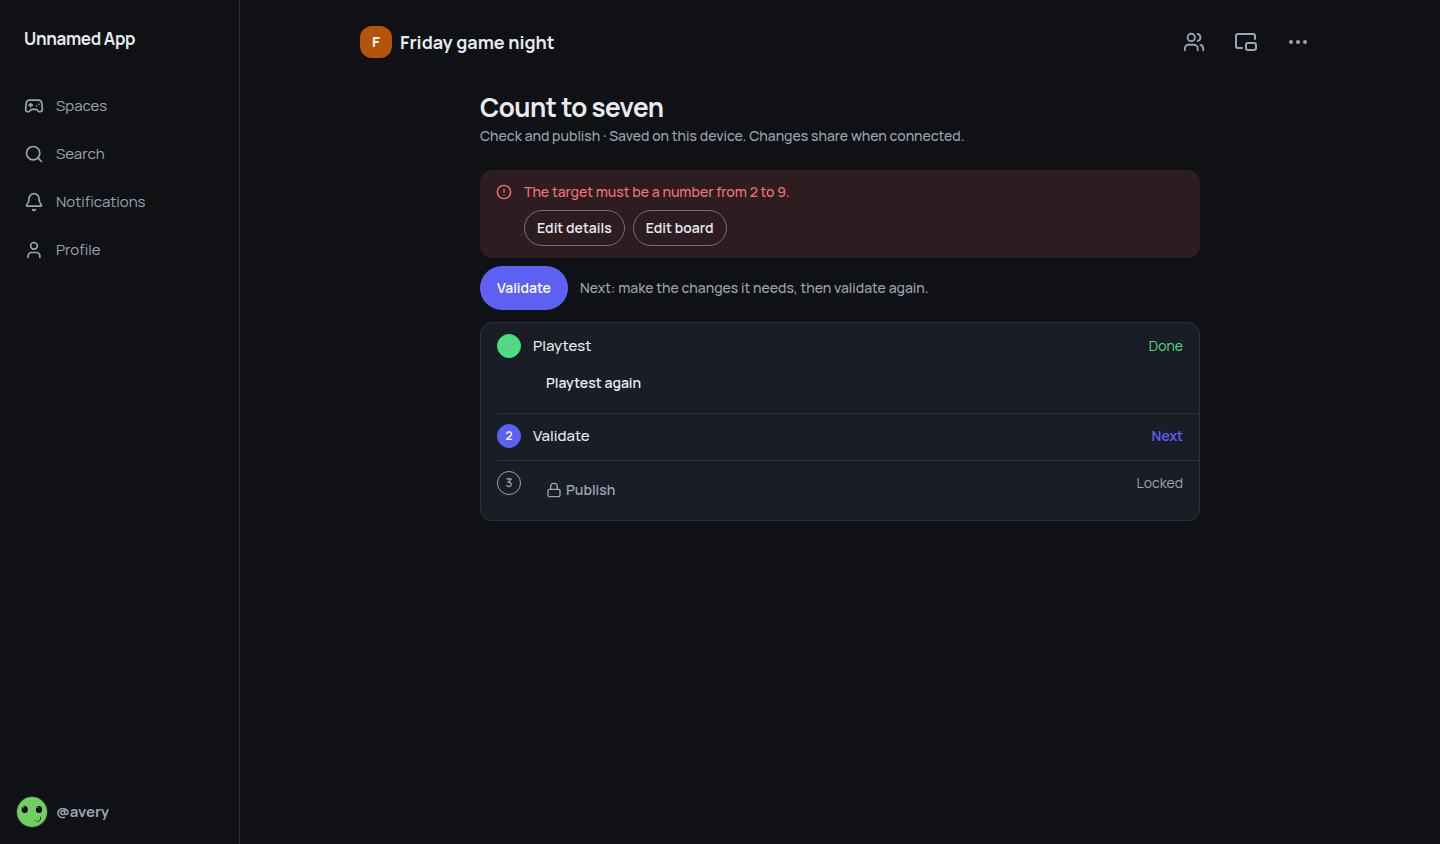 Unnamed App
Spaces
Search
Notifications
Profile
@avery
F Friday game night
Count to seven
Check and publish · Saved on this device. Changes share when connected.
The target must be a number from 2 to 9.
Edit details Edit board
Validate Next: make the changes it needs, then validate again.
Playtest Done
Playtest again
2 Validate Next
3 Publish Locked